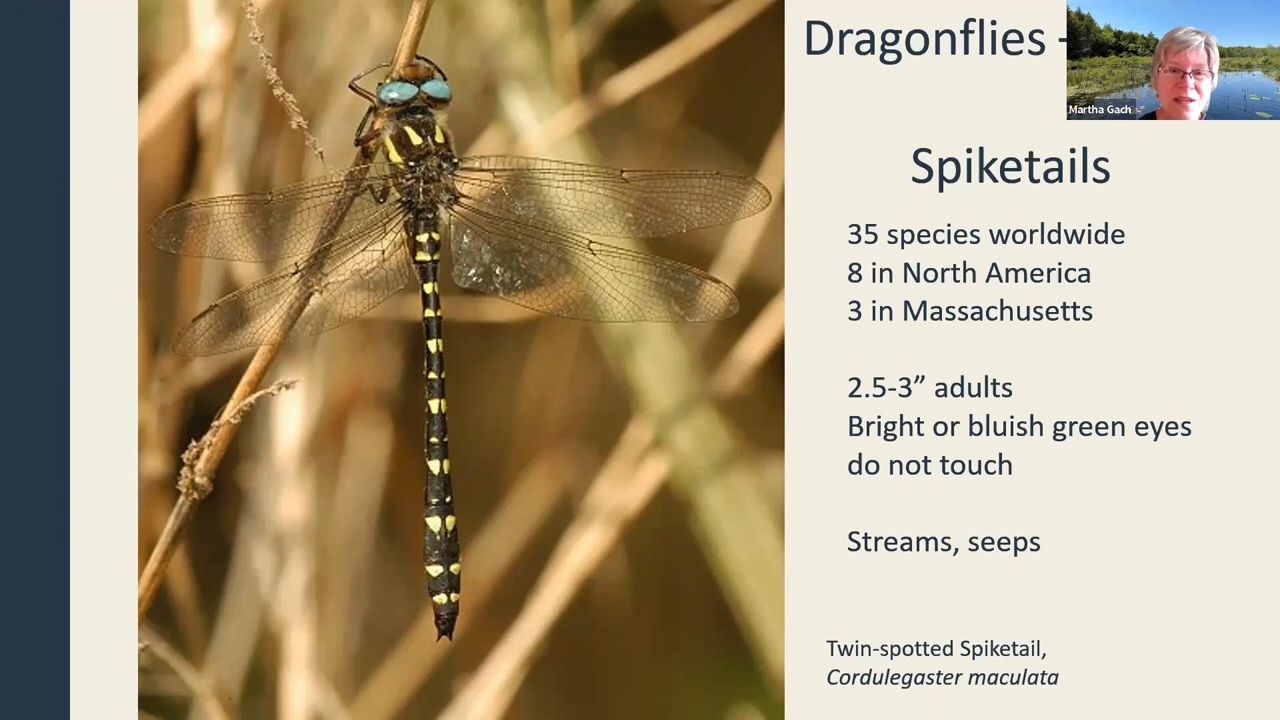 Dragonflies -
Martha Gach
Spiketails
35 species worldwide
8 in North America
3 in Massachusetts
2.5-3” adults
Bright or bluish green eyes
do not touch
Streams, seeps
Twin-spotted Spiketail,
Cordulegaster maculata